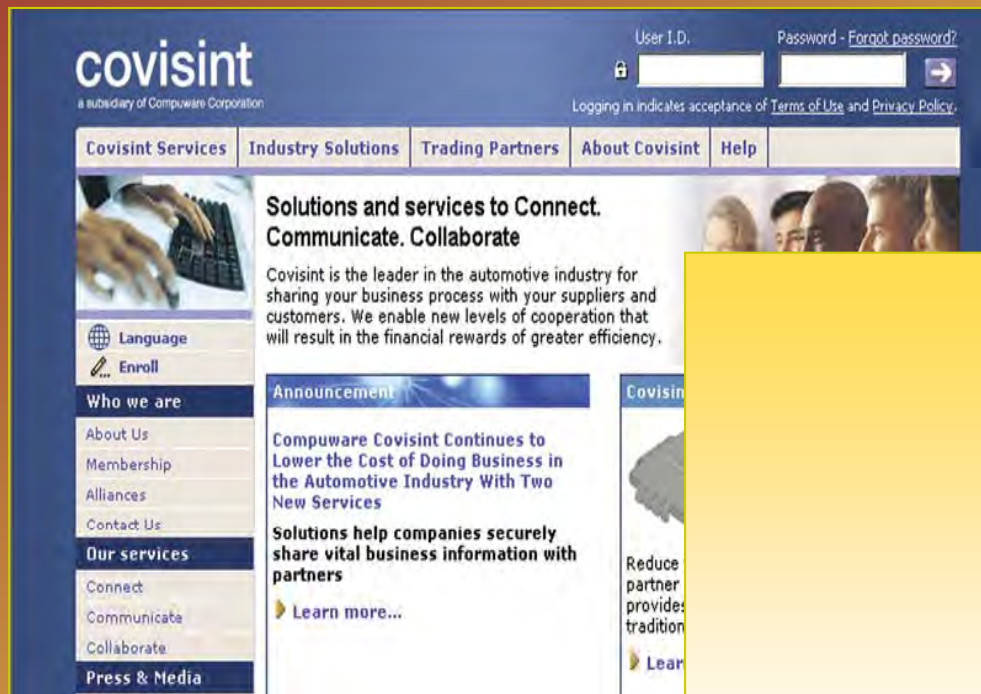 covisint
a subsidiary of Compuware Corporation
User I.D.
Password - Forgot password?
Logging in indicates acceptance of Terms of Use and Privacy Policy.
Covisint Services
Industry Solutions
Trading Partners
About Covisint
Help
Solutions and services to Connect.
Communicate. Collaborate
Covisint is the leader in the automotive industry for
sharing your business process with your suppliers and
customers. We enable new levels of cooperation that
will result in the financial rewards of greater efficiency.
Language
Enroll
Who we are
About Us
Membership
Alliances
Contact Us
Our services
Connect
Communicate
Collaborate
Press & Media
Announcement
Compuware Covisint Continues to
Lower the Cost of Doing Business in
the Automotive Industry With Two
New Services
Solutions help companies securely
share vital business information with
partners
Learn more...
Covisin
Reduce
partner
provides
tradition
Lear